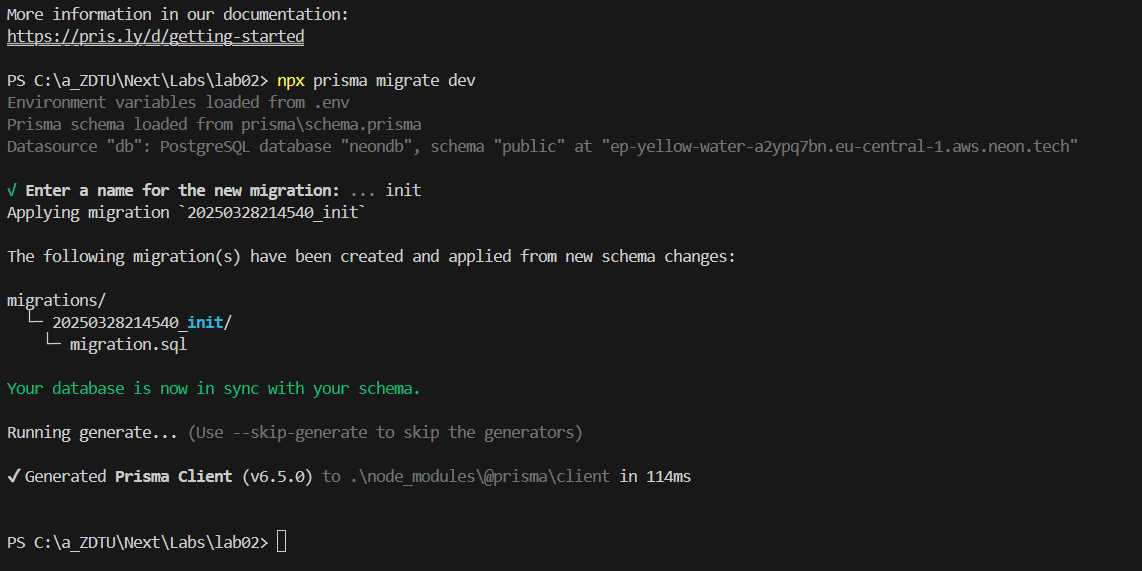 More information in our documentation:
https://pris.ly/d/getting-started
PS C:\a_ZDTU\Next\Labs\lab02> npx prisma migrate dev
Environment variables loaded from .env
Prisma schema loaded from prisma\schema.prisma
Datasource "db": PostgreSQL database "neondb", schema "public" at "ep-yellow-water-a2ypq7bn.eu-central-1.aws.neon.tech"
√ Enter a name for the new migration: ... init
Applying migration `20250328214540_init`
The following migration(s) have been created and applied from new schema changes:
migrations/
└─ 20250328214540_init/
└─ migration.sql
Your database is now in sync with your schema.
Running generate... (Use --skip-generate to skip the generators)
✔ Generated Prisma Client (v6.5.0) to .\node_modules\@prisma\client in 114ms
PS C:\a_ZDTU\Next\Labs\lab02>